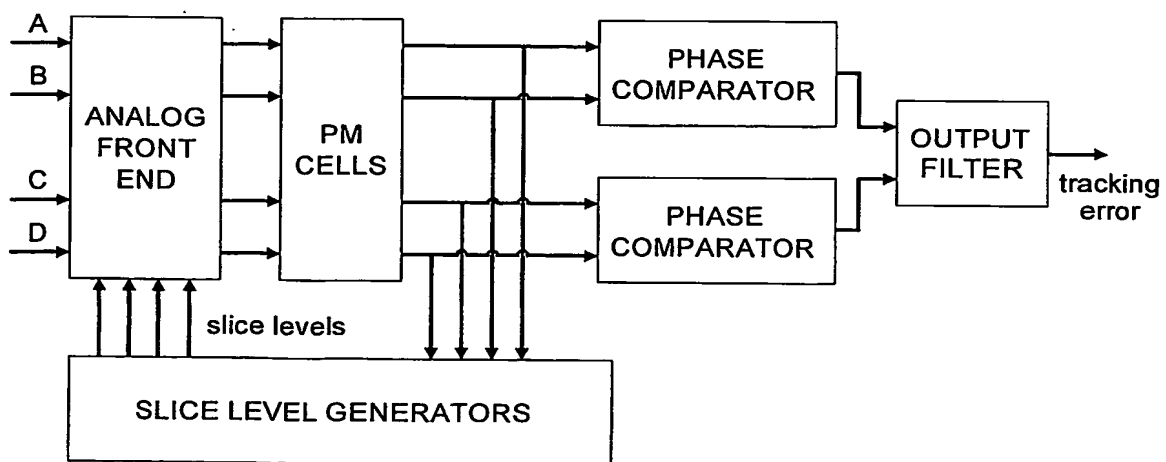 A
B
C
D
ANALOG
FRONT
END
PM
CELLS
PHASE
COMPARATOR
PHASE
COMPARATOR
OUTPUT
FILTER
tracking
error
slice levels
SLICE LEVEL GENERATORS